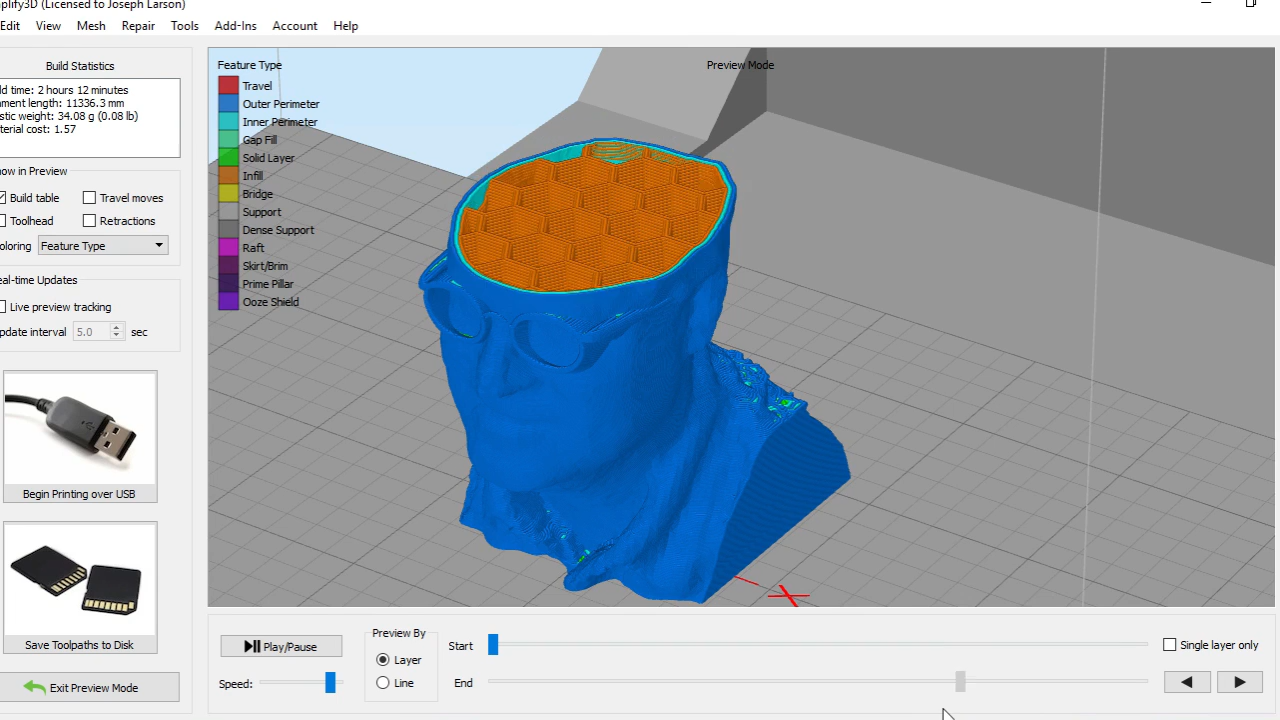 plify3D (Licensed to Joseph Larson)
Edit View Mesh Repair Tools Add-Ins Account Help
Build Statistics
ld time: 2 hours 12 minutes
ament length: 11336.3 mm
astic weight: 34.08 g (0.08 lb)
aterial cost: 1.57
how in Preview
Build table Travel moves
Toolhead Retractions
oloring Feature Type
eal-time Updates
Live preview tracking
pdate interval 5.0 sec
Begin Printing over USB
Save Toolpaths to Disk
Exit Preview Mode
Feature Type
Travel
Outer Perimeter
Inner Perimeter
Gap Fill
Solid Layer
Infill
Bridge
Support
Dense Support
Raft
Skirt/Brim
Prime Pillar
Ooze Shield
Preview Mode
Play/Pause
Speed:
Preview By
Layer
Line
Start
End
Single layer only